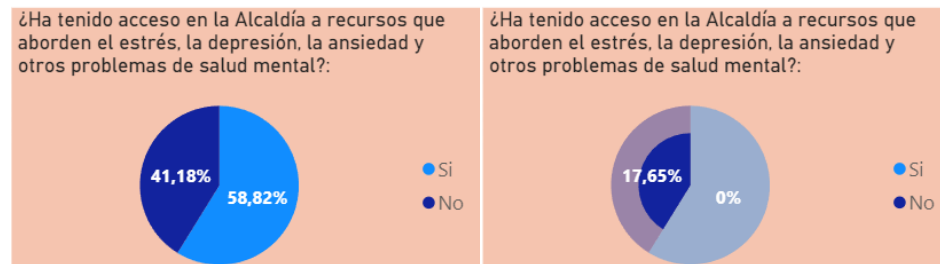 ¿Ha tenido acceso en la Alcaldía a recursos que
aborden el estrés, la depresión, la ansiedad y
otros problemas de salud mental?:
41,18%
58,82%
Si
No
¿Ha tenido acceso en la Alcaldía a recursos que
aborden el estrés, la depresión, la ansiedad y
otros problemas de salud mental?:
17,65%
0%
Si
No